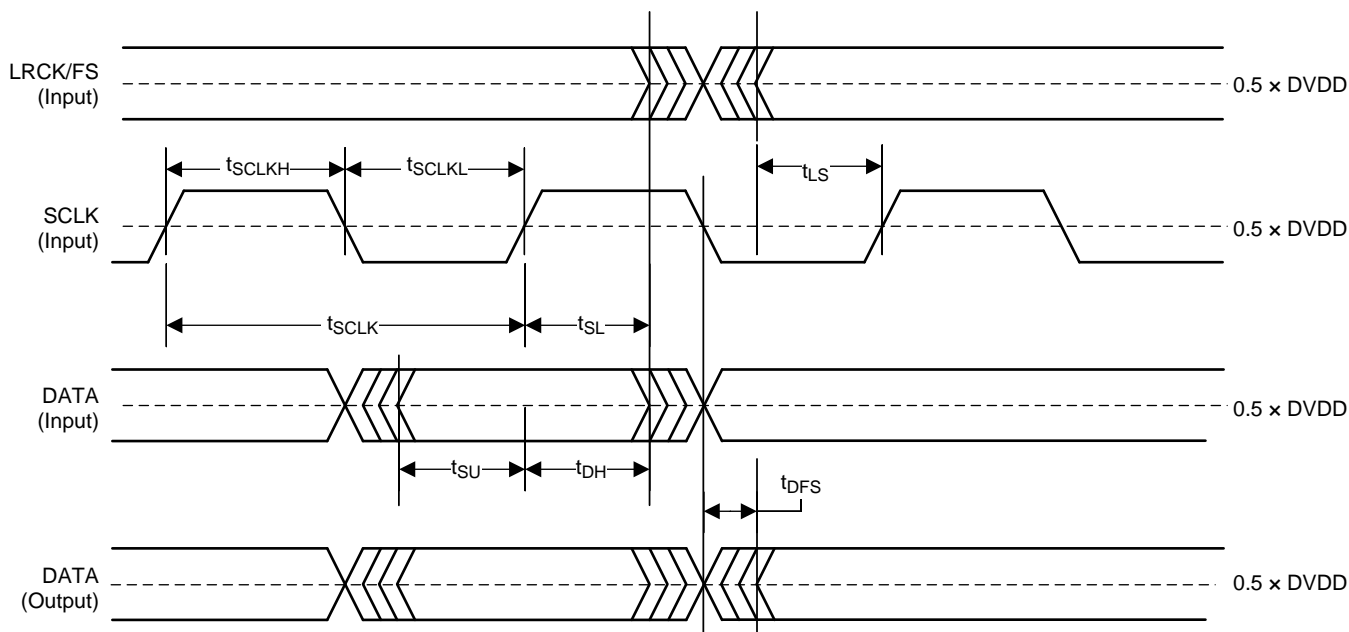 LRCK/FS
(Input)
0.5 × DVDD
tSCLKH
tSCLKL
tLS
SCLK
(Input)
0.5 × DVDD
tSCLK
tSL
DATA
(Input)
0.5 × DVDD
tSU
tDH
tDFS
DATA
(Output)
0.5 × DVDD